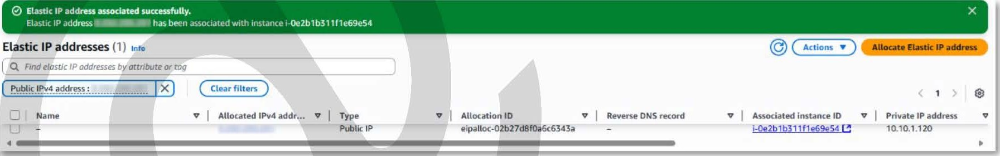 Elastic IP address associated successfully.
Elastic IP address has been associated with instance i-0e2b1b311f1e69e54
Elastic IP addresses (1) Info
Actions
Allocate Elastic IP address
Find elastic IP addresses by attribute or tag
Public IPv4 address :
Clear filters
1
Name Allocated IPv4 addr... Type Allocation ID Reverse DNS record Associated instance ID Private IP address
– Public IP eipalloc-02b27d8f0a6c6343a – i-0e2b1b311f1e69e54 10.10.1.120